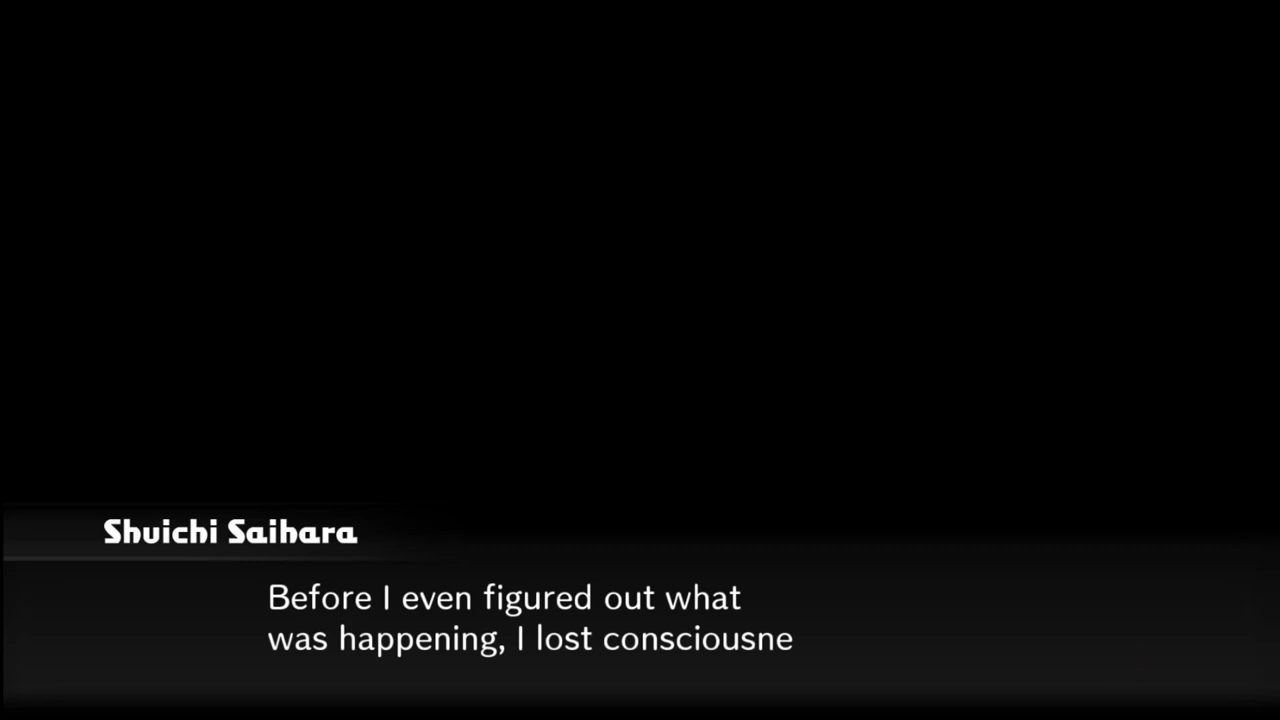 Shuichi Saihara
Before I even figured out what
was happening, I lost consciousne